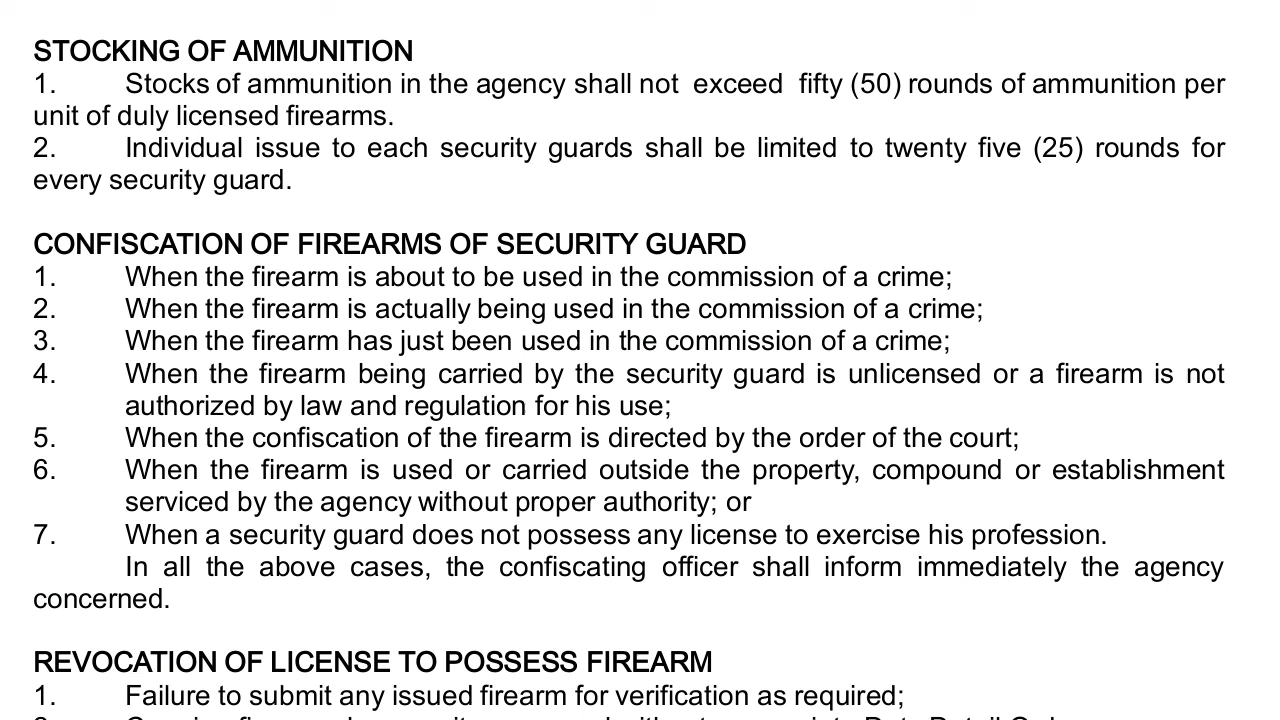 STOCKING OF AMMUNITION
1. Stocks of ammunition in the agency shall not exceed fifty (50) rounds of ammunition per
unit of duly licensed firearms.
2. Individual issue to each security guards shall be limited to twenty five (25) rounds for
every security guard.
CONFISCATION OF FIREARMS OF SECURITY GUARD
1. When the firearm is about to be used in the commission of a crime;
2. When the firearm is actually being used in the commission of a crime;
3. When the firearm has just been used in the commission of a crime;
4. When the firearm being carried by the security guard is unlicensed or a firearm is not
authorized by law and regulation for his use;
5. When the confiscation of the firearm is directed by the order of the court;
6. When the firearm is used or carried outside the property, compound or establishment
serviced by the agency without proper authority; or
7. When a security guard does not possess any license to exercise his profession.
In all the above cases, the confiscating officer shall inform immediately the agency
concerned.
REVOCATION OF LICENSE TO POSSESS FIREARM
1. Failure to submit any issued firearm for verification as required;